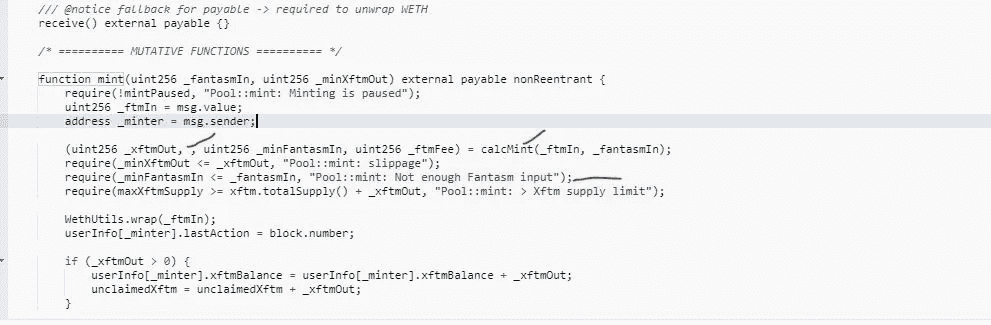 /// @notice fallback for payable -> required to unwrap WETH
receive() external payable {}
/* ========== MUTATIVE FUNCTIONS ========== */
function mint(uint256 _fantasmIn, uint256 _minXftmOut) external payable nonReentrant {
require(!mintPaused, "Pool::mint: Minting is paused");
uint256 _ftmIn = msg.value;
address _minter = msg.sender;
(uint256 _xftmOut, , uint256 _minFantasmIn, uint256 _ftmFee) = calcMint(_ftmIn, _fantasmIn);
require(_minXftmOut <= _xftmOut, "Pool::mint: slippage");
require(_minFantasmIn <= _fantasmIn, "Pool::mint: Not enough Fantasm input");
require(maxXftmSupply >= xftm.totalSupply() + _xftmOut, "Pool::mint: > Xftm supply limit");
WethUtils.wrap(_ftmIn);
userInfo[_minter].lastAction = block.number;
if (_xftmOut > 0) {
userInfo[_minter].xftmBalance = userInfo[_minter].xftmBalance + _xftmOut;
unclaimedXftm = unclaimedXftm + _xftmOut;
}